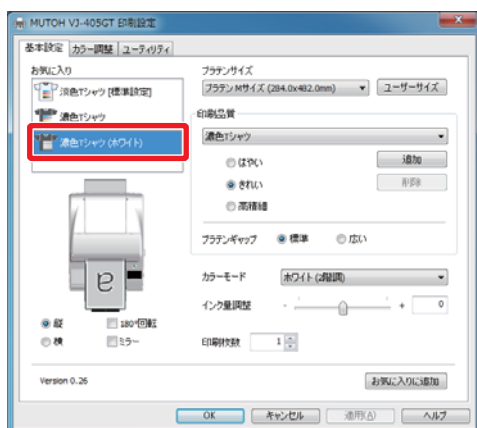 MUTOH VJ-405GT 印刷設定
基本設定 カラー調整 ユーティリティ
お気に入り
淡色Tシャツ [標準設定]
濃色Tシャツ
濃色Tシャツ (ホワイト)
縦 180°回転
横 ミラー
プラテンサイズ
プラテン Mサイズ (284.0x482.0mm) ユーザーサイズ
印刷品質
濃色Tシャツ
はやい 追加
きれい 削除
高精細
プラテンギャップ 標準 広い
カラーモード ホワイト (2階調)
インク量調整 - + 0
印刷枚数 1
Version 0.26 お気に入りに追加
OK キャンセル 適用(A) ヘルプ